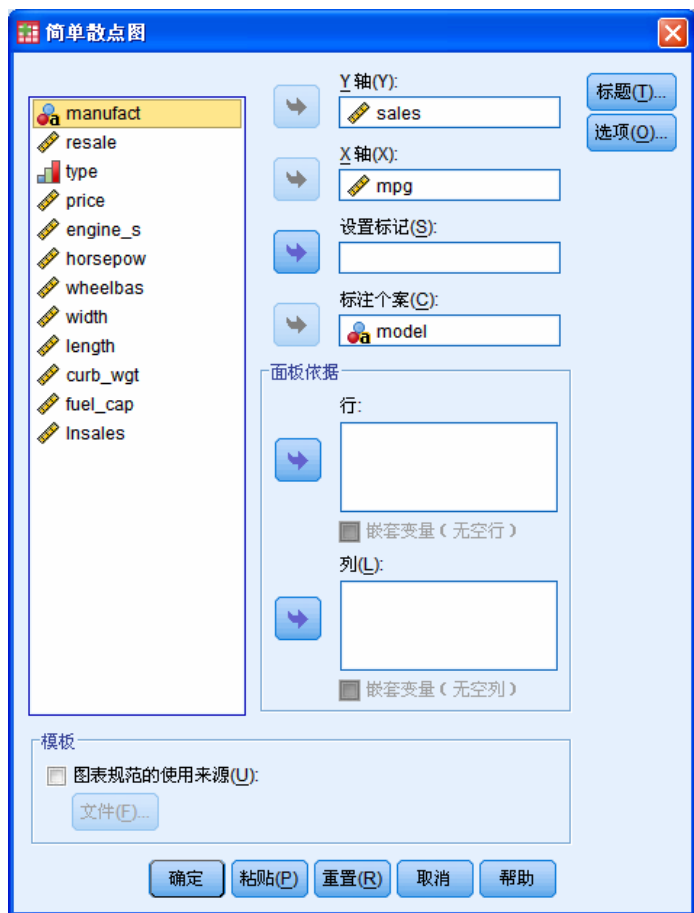 简单散点图
manufact
resale
type
price
engine_s
horsepow
wheelbas
width
length
curb_wgt
fuel_cap
lnsales
Y 轴(Y):
sales
X 轴(X):
mpg
设置标记(S):
标注个案(C):
model
面板依据
行:
嵌套变量(无空行)
列(L):
嵌套变量(无空列)
标题(T)...
选项(O)...
模板
图表规范的使用来源(U):
文件(F)...
确定
粘贴(P)
重置(R)
取消
帮助